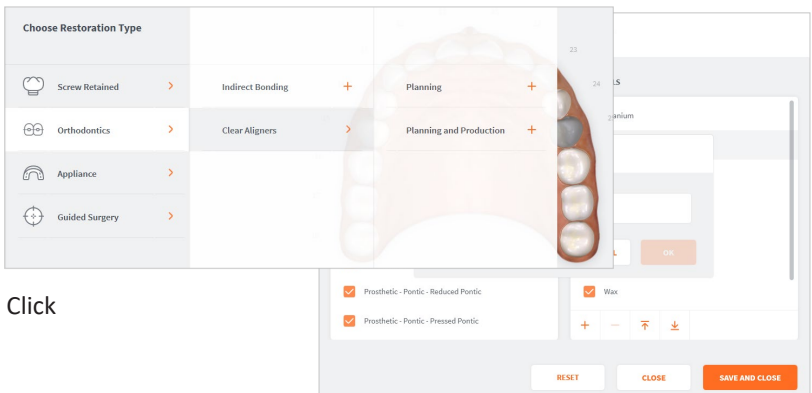 Choose Restoration Type
Screw Retained
Indirect Bonding
Planning
Orthodontics
Clear Aligners
Planning and Production
Appliance
Guided Surgery
23
24
LS
anium
L
OK
Prosthetic - Pontic - Reduced Pontic
Wax
Prosthetic - Pontic - Pressed Pontic
RESET
CLOSE
SAVE AND CLOSE
Click